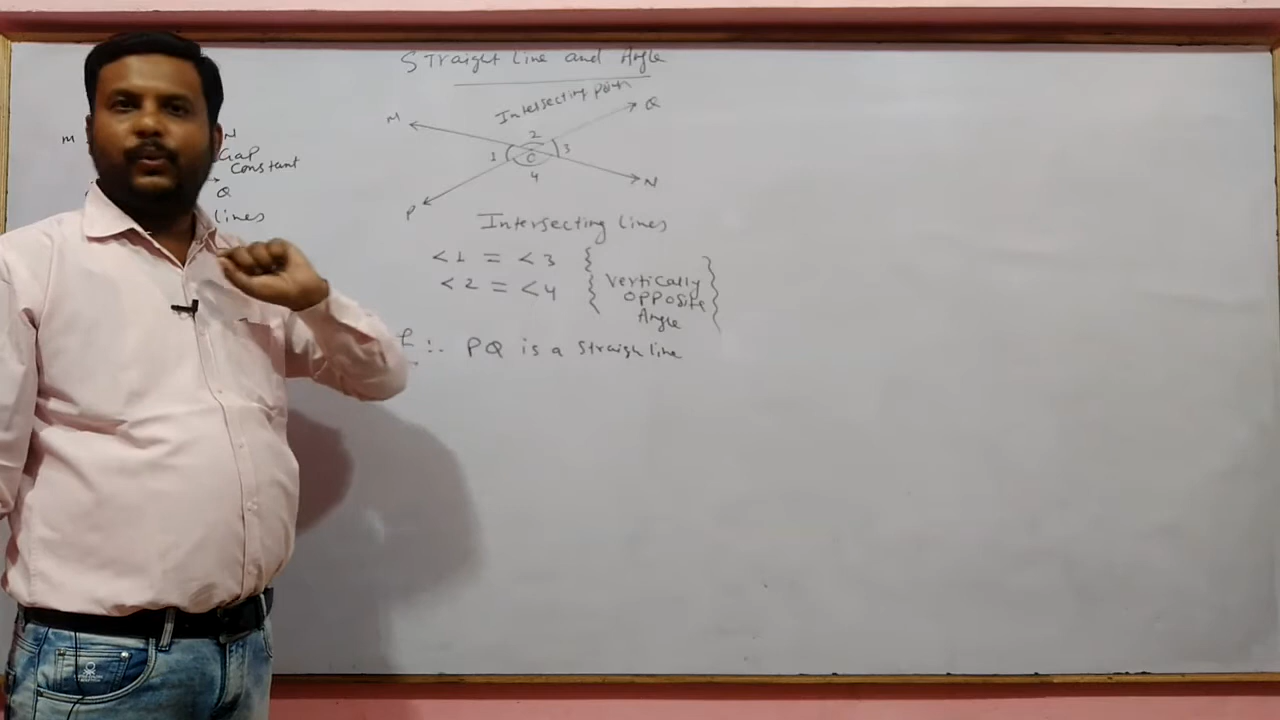 Straight Line and Angle
M
N
Gap
Constant
Q
lines
Intersecting point
M
Q
2
1
3
O
4
P
N
Intersecting lines
<1 = <3
<2 = <4
Vertically
Opposite
Angle
∴ PQ is a Straigh line